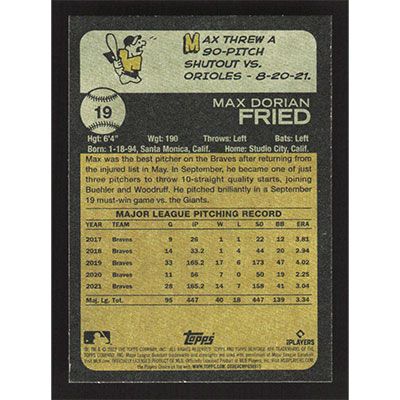 MAX THREW A
90-PITCH
SHUTOUT VS.
ORIOLES - 8-20-21.
19
MAX DORIAN
FRIED
Hgt: 6'4" Wgt: 190 Throws: Left Bats: Left
Born: 1-18-94, Santa Monica, Calif. Home: Studio City, Calif.
Max was the best pitcher on the Braves after returning
from the injured list in May. In September, he became one of just
three pitchers to throw 10-straight quality starts, joining
Buehler and Woodruff. He pitched brilliantly in a September
19 must-win game vs. the Giants.
MAJOR LEAGUE PITCHING RECORD
YEAR TEAM G IP W L SO BB ERA
2017 Braves 9 26 1 1 22 12 3.81
2018 Braves 14 33.2 1 4 44 20 2.94
2019 Braves 33 165.2 17 6 173 47 4.02
2020 Braves 11 56 7 0 50 19 2.25
2021 Braves 28 165.2 14 7 158 41 3.04
Maj. Lg. Tot. 95 447 40 18 447 139 3.34
Topps
PLAYERS